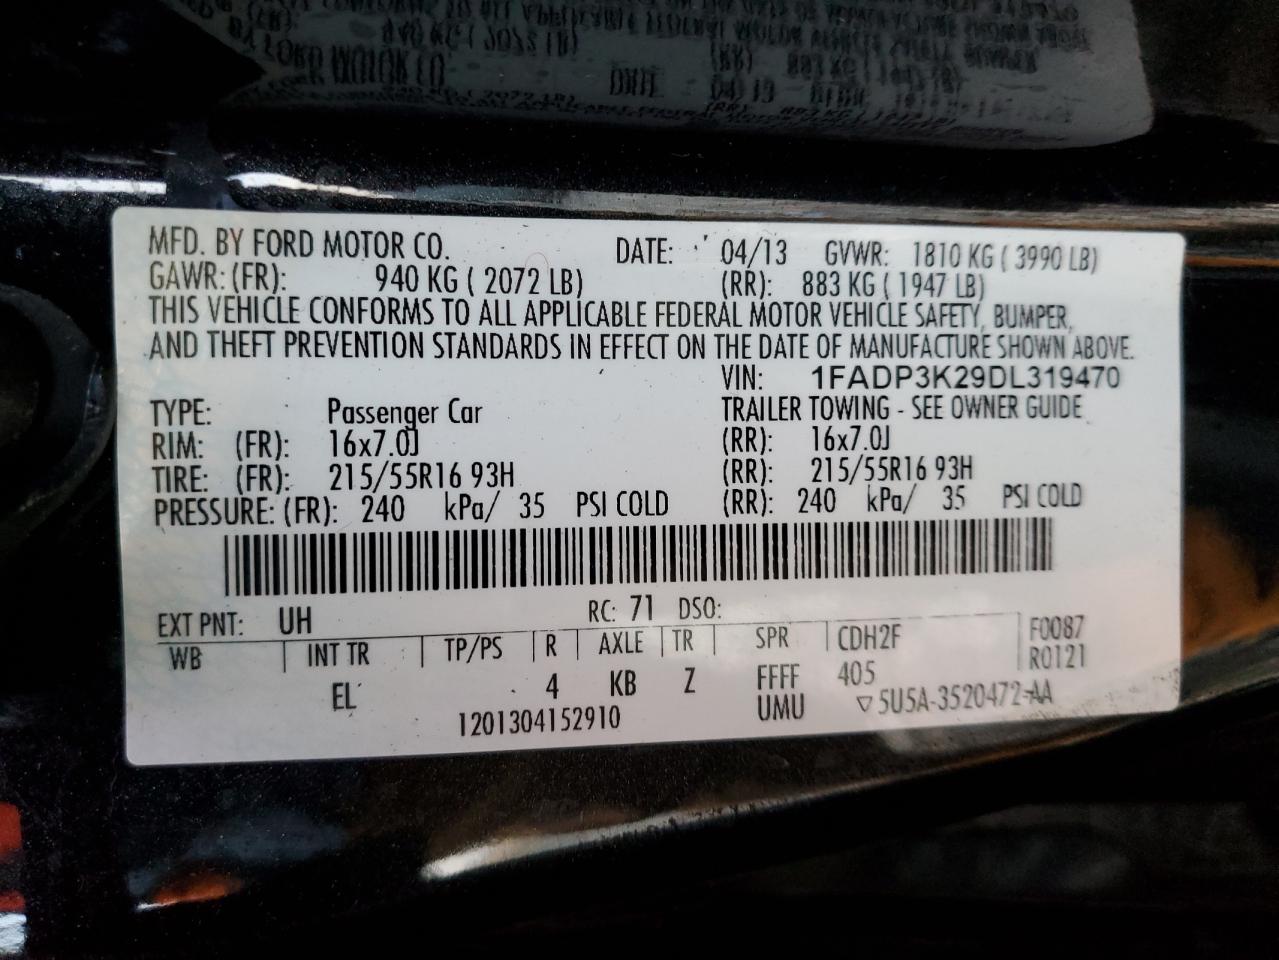 MFD. BY FORD MOTOR CO. DATE: 04/13 GVWR: 1810 KG ( 3990 LB)
GAWR: (FR): 940 KG ( 2072 LB) (RR): 883 KG ( 1947 LB)
THIS VEHICLE CONFORMS TO ALL APPLICABLE FEDERAL MOTOR VEHICLE SAFETY, BUMPER,
AND THEFT PREVENTION STANDARDS IN EFFECT ON THE DATE OF MANUFACTURE SHOWN ABOVE.
VIN: 1FADP3K29DL319470
TYPE: Passenger Car TRAILER TOWING - SEE OWNER GUIDE
RIM: (FR): 16x7.0J (RR): 16x7.0J
TIRE: (FR): 215/55R16 93H (RR): 215/55R16 93H
PRESSURE: (FR): 240 kPa/ 35 PSI COLD (RR): 240 kPa/ 35 PSI COLD
EXT PNT: UH RC: 71 DSO: F0087
WB INT TR TP/PS R AXLE TR SPR CDH2F R0121
EL 4 KB Z FFFF 405
1201304152910 UMU ▽5U5A-3520472-AA